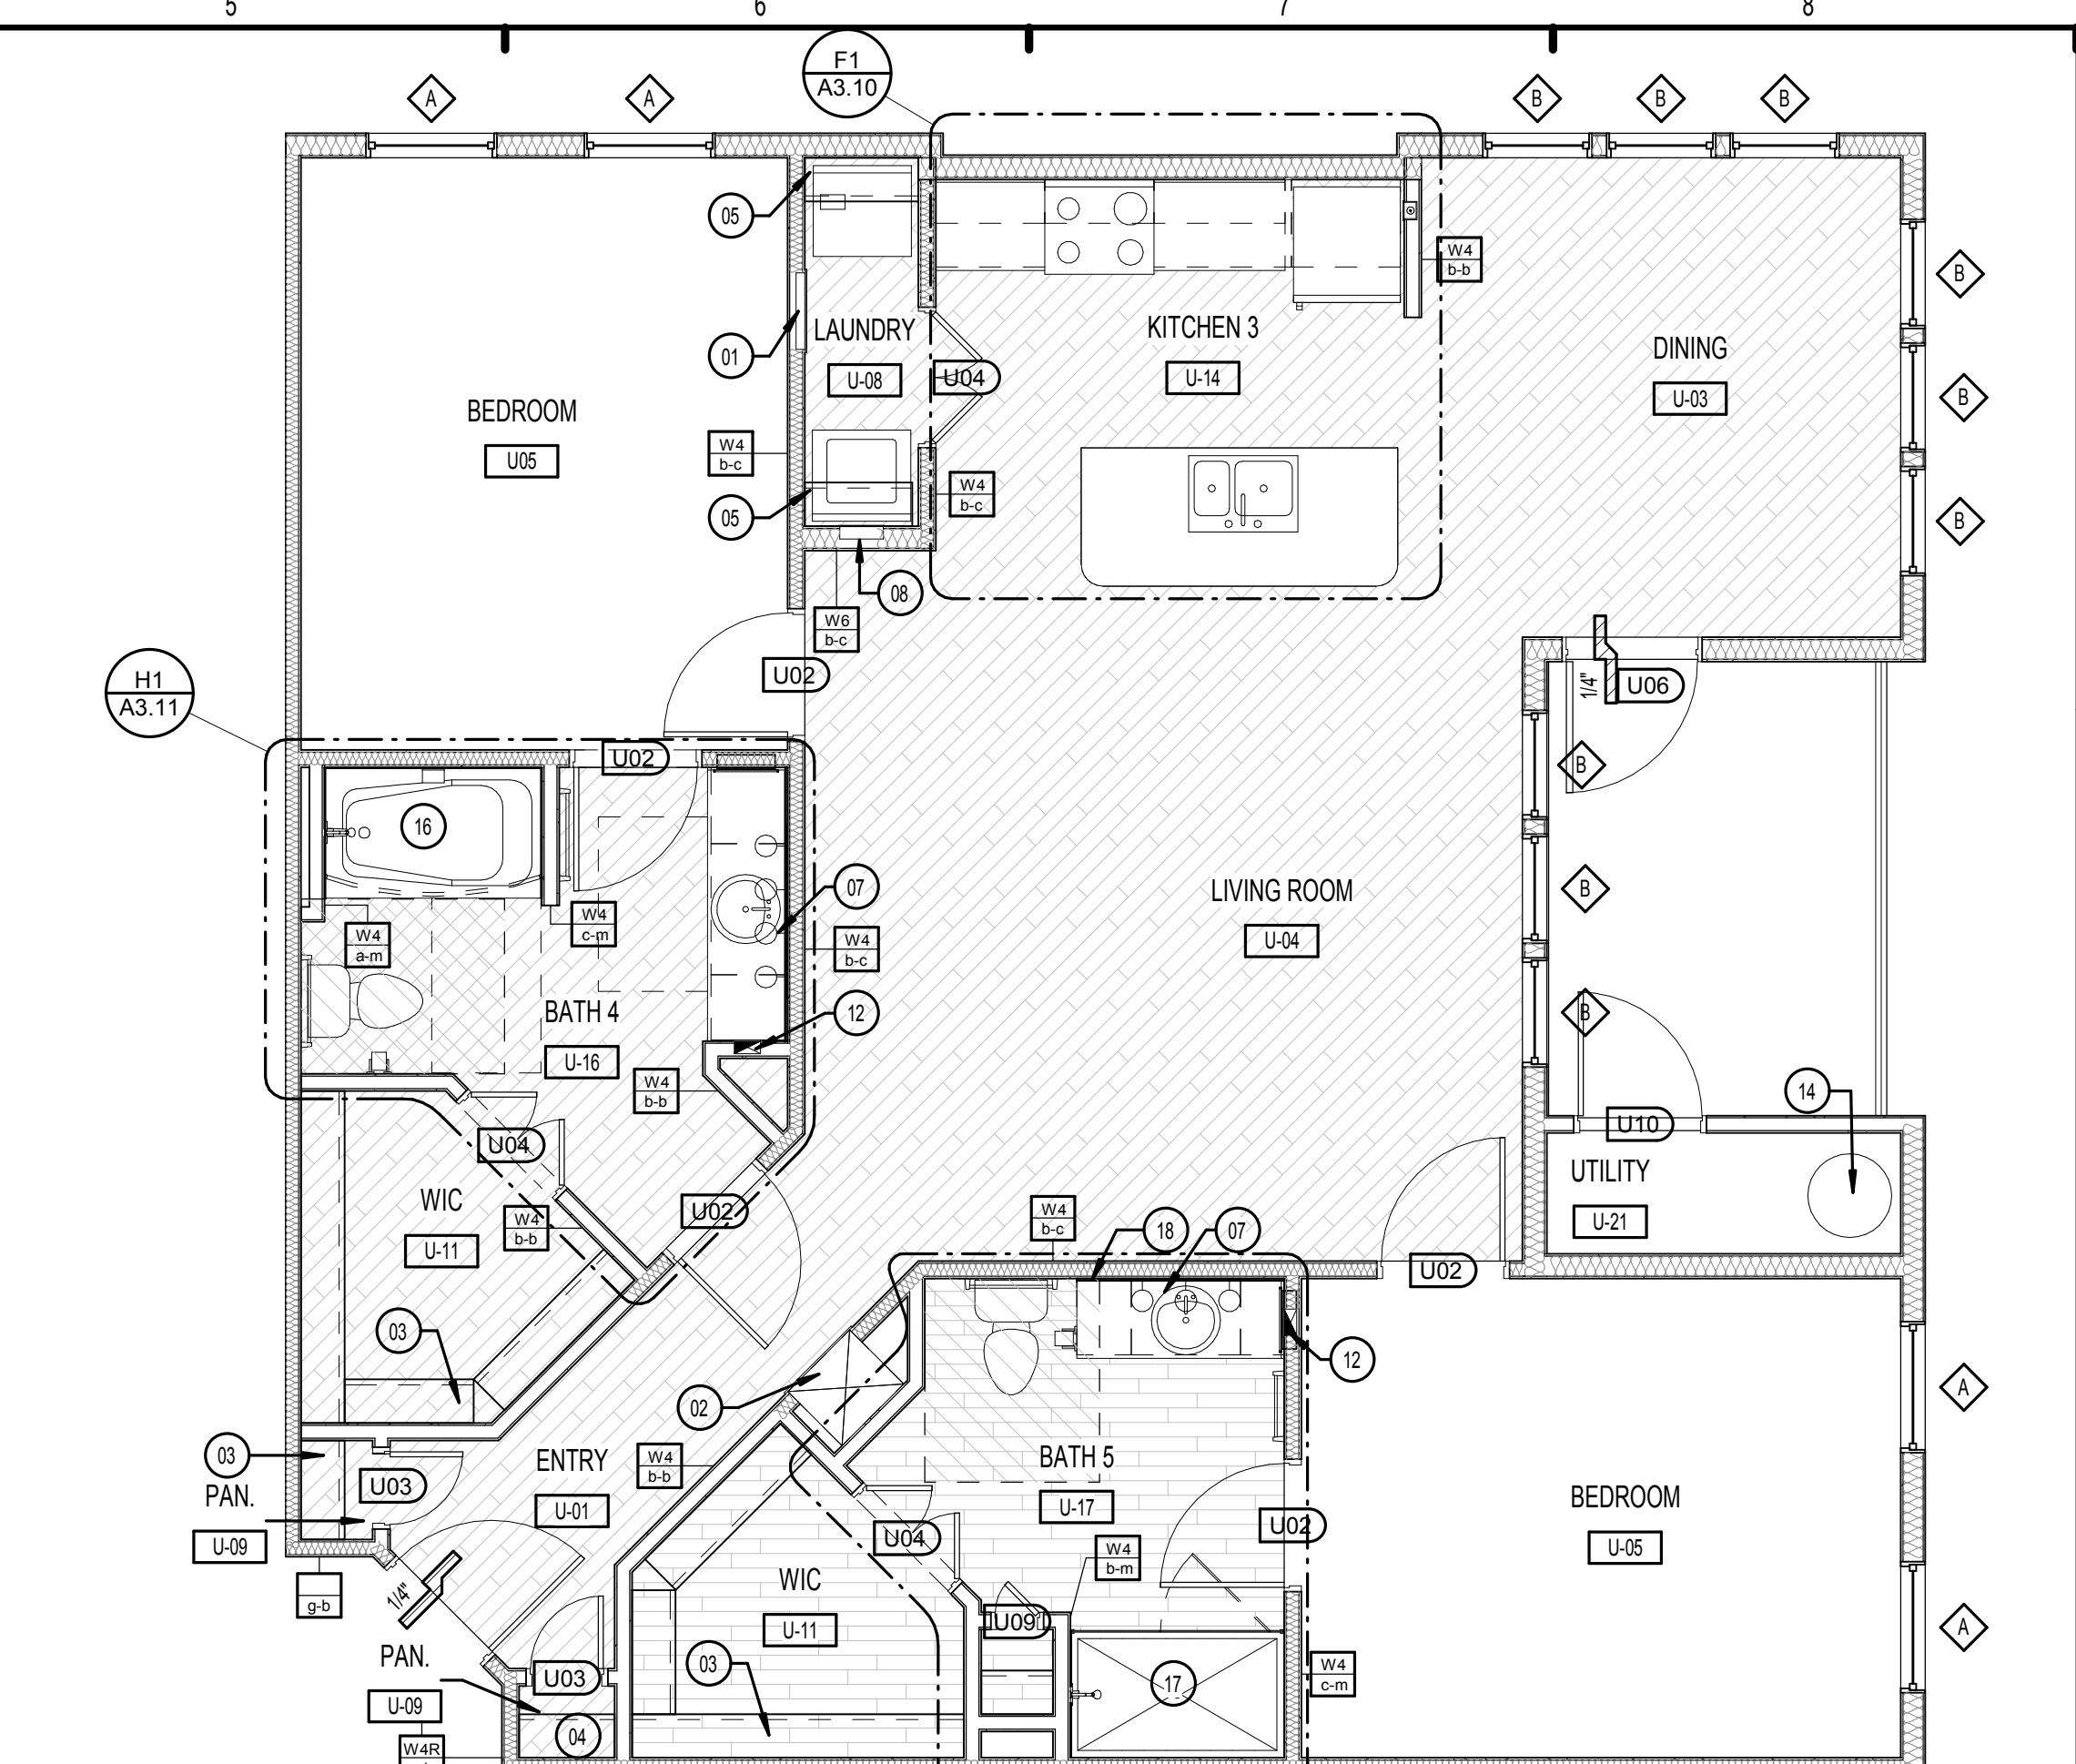 5
6
7
8
F1
A3.10
A
A
B
B
B
05
W4
b-b
B
01
LAUNDRY
U-08
U04
KITCHEN 3
U-14
DINING
U-03
B
BEDROOM
U05
W4
b-c
05
W4
b-c
B
08
W6
b-c
U02
H1
A3.11
1/4"
U06
U02
B
16
07
LIVING ROOM
U-04
B
W4
a-m
W4
c-m
W4
b-c
BATH 4
U-16
12
B
W4
b-b
14
U04
U10
UTILITY
U-21
WIC
U-11
W4
b-b
U02
W4
b-c
18
07
U02
03
12
02
A
03
PAN.
U-09
U03
ENTRY
U-01
W4
b-b
BATH 5
U-17
U02
BEDROOM
U-05
U04
W4
b-m
g-b
1/4"
WIC
U-11
U09
A
PAN.
U-09
U03
03
17
W4
c-m
04
W4R